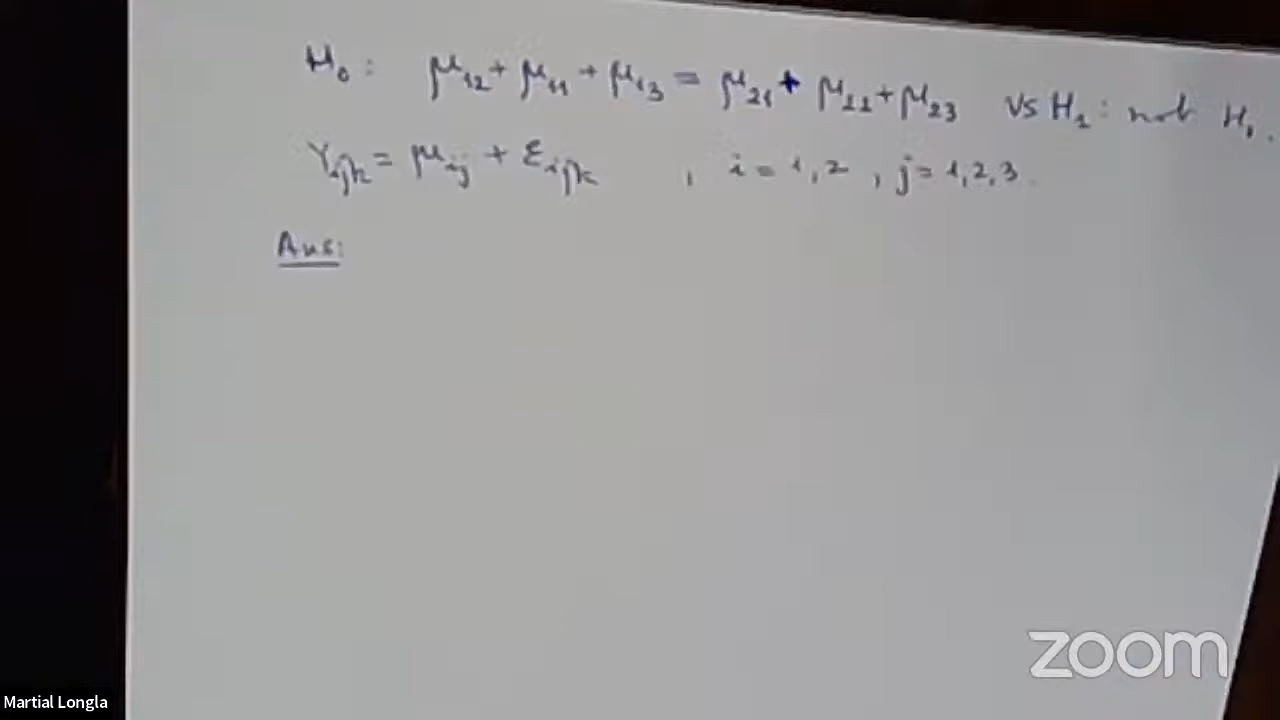 H₀: μ₁₂ + μ₁₁ + μ₁₃ = μ₂₁ + μ₂₂ + μ₂₃ vs H₁: not H₀.
Yᵢⱼₖ = μᵢⱼ + εᵢⱼₖ , i = 1,2 , j = 1,2,3.
Ans:
zoom
Martial Longla